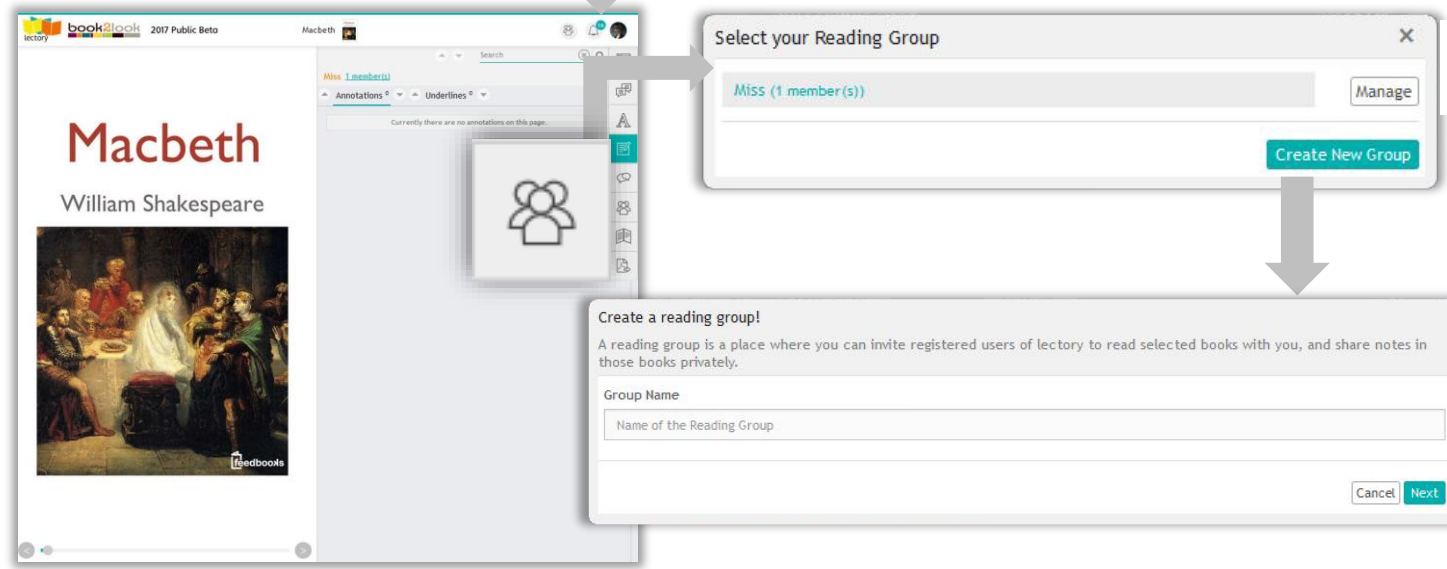 lectory
book2look
2017 Public Beta
Macbeth
Search
Miss 1 member(s)
Annotations 0
Underlines 0
Currently there are no annotations on this page.
Macbeth
William Shakespeare
feedbooks
Select your Reading Group
Miss (1 member(s))
Manage
Create New Group
Create a reading group!
A reading group is a place where you can invite registered users of lectory to read selected books with you, and share notes in
those books privately.
Group Name
Name of the Reading Group
Cancel
Next